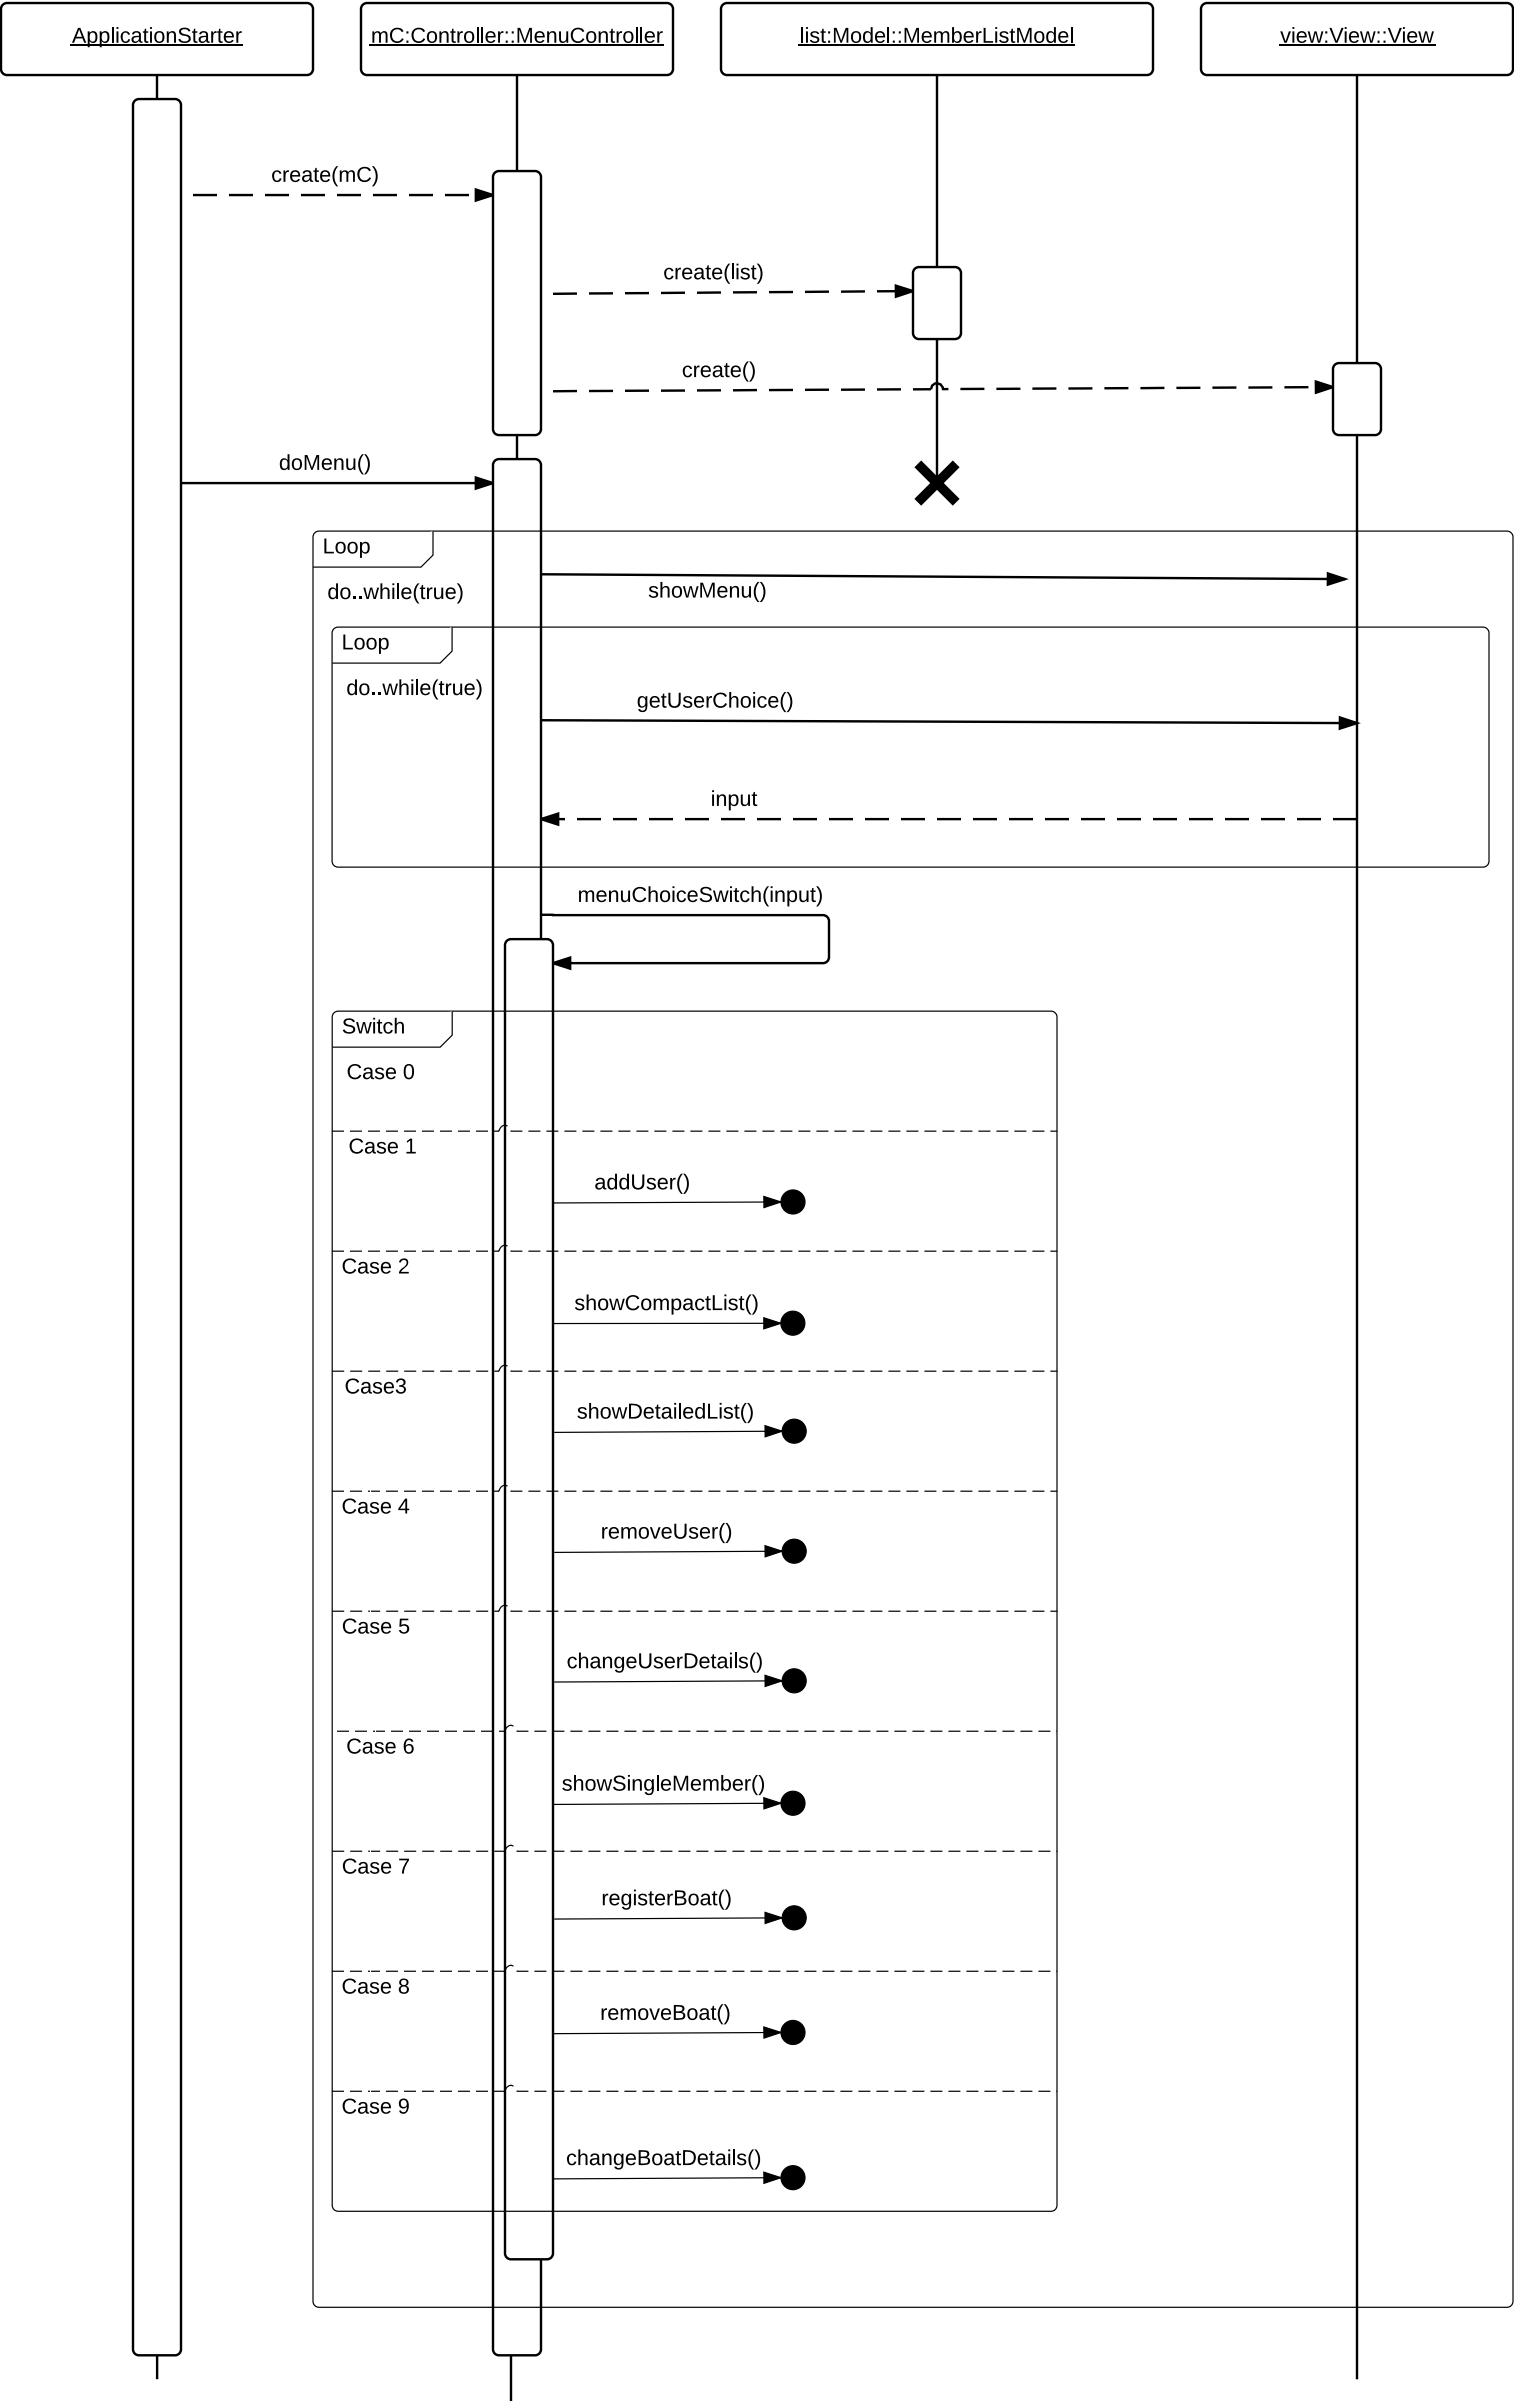 ApplicationStarter
mC:Controller::MenuController
list:Model::MemberListModel
view:View::View
create(mC)
create(list)
create()
doMenu()
Loop
do..while(true)
showMenu()
Loop
do..while(true)
getUserChoice()
input
menuChoiceSwitch(input)
Switch
Case 0
Case 1
addUser()
Case 2
showCompactList()
Case3
showDetailedList()
Case 4
removeUser()
Case 5
changeUserDetails()
Case 6
showSingleMember()
Case 7
registerBoat()
Case 8
removeBoat()
Case 9
changeBoatDetails()